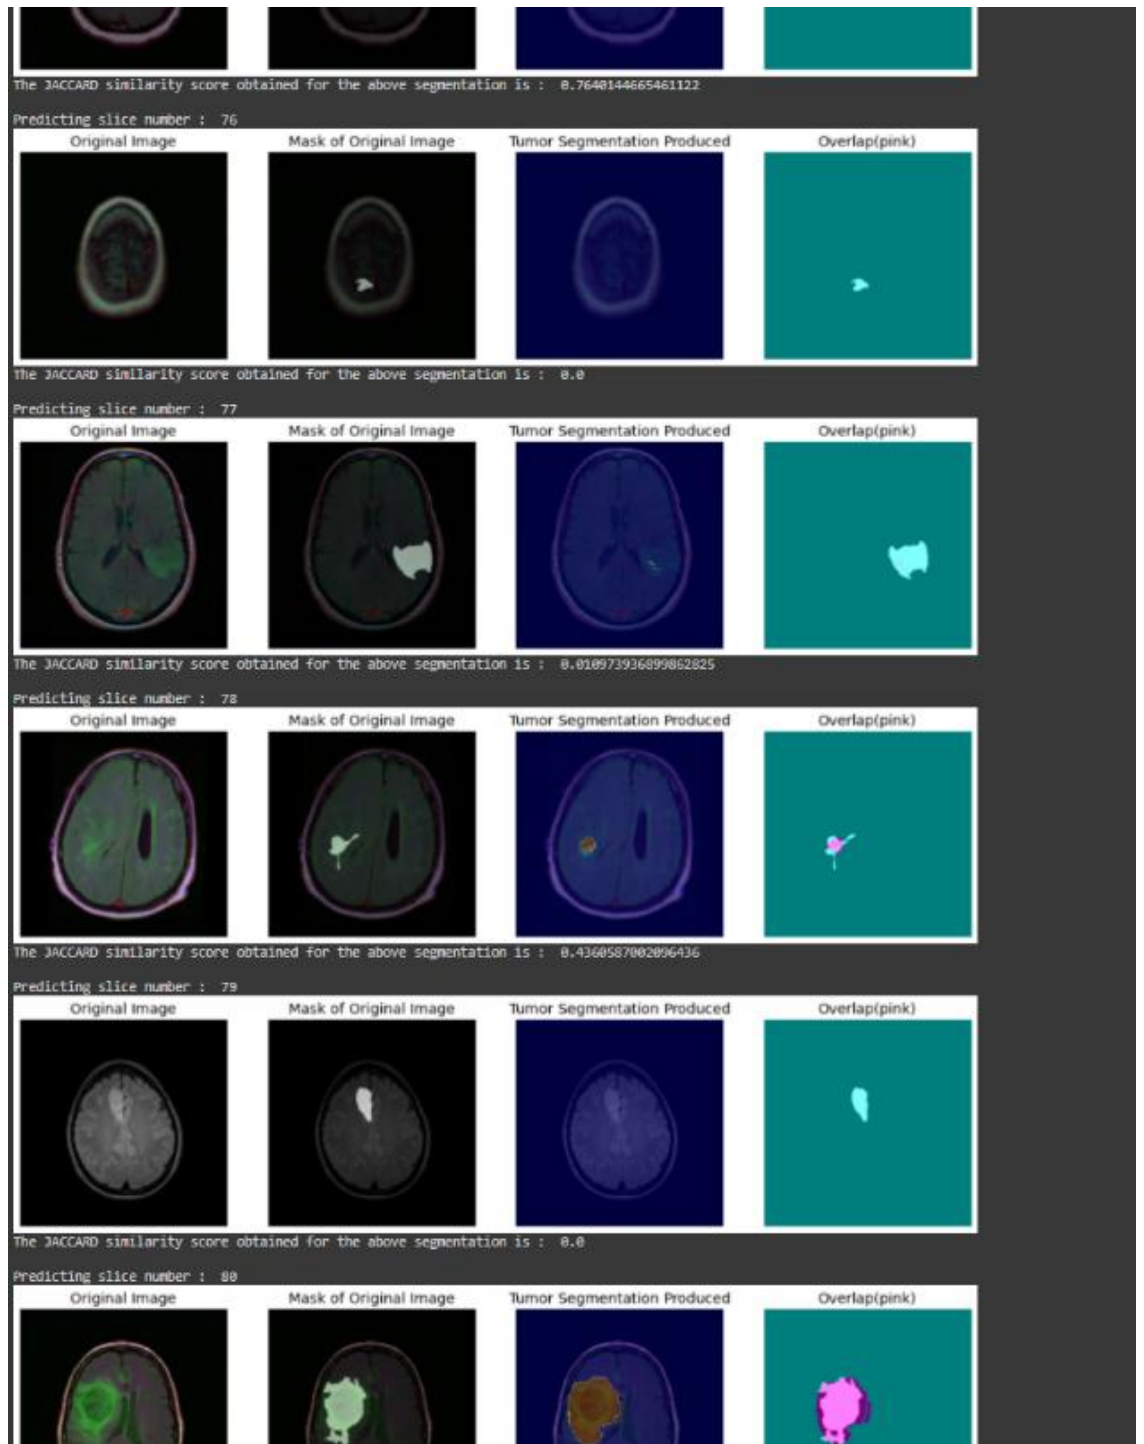 The JACCARD similarity score obtained for the above segmentation is : 0.7640144665461122
Predicting slice number : 76
Original Image Mask of Original Image Tumor Segmentation Produced Overlap(pink)
The JACCARD similarity score obtained for the above segmentation is : 0.0
Predicting slice number : 77
Original Image Mask of Original Image Tumor Segmentation Produced Overlap(pink)
The JACCARD similarity score obtained for the above segmentation is : 0.010973936899862825
Predicting slice number : 78
Original Image Mask of Original Image Tumor Segmentation Produced Overlap(pink)
The JACCARD similarity score obtained for the above segmentation is : 0.4360587002096436
Predicting slice number : 79
Original Image Mask of Original Image Tumor Segmentation Produced Overlap(pink)
The JACCARD similarity score obtained for the above segmentation is : 0.0
Predicting slice number : 80
Original Image Mask of Original Image Tumor Segmentation Produced Overlap(pink)